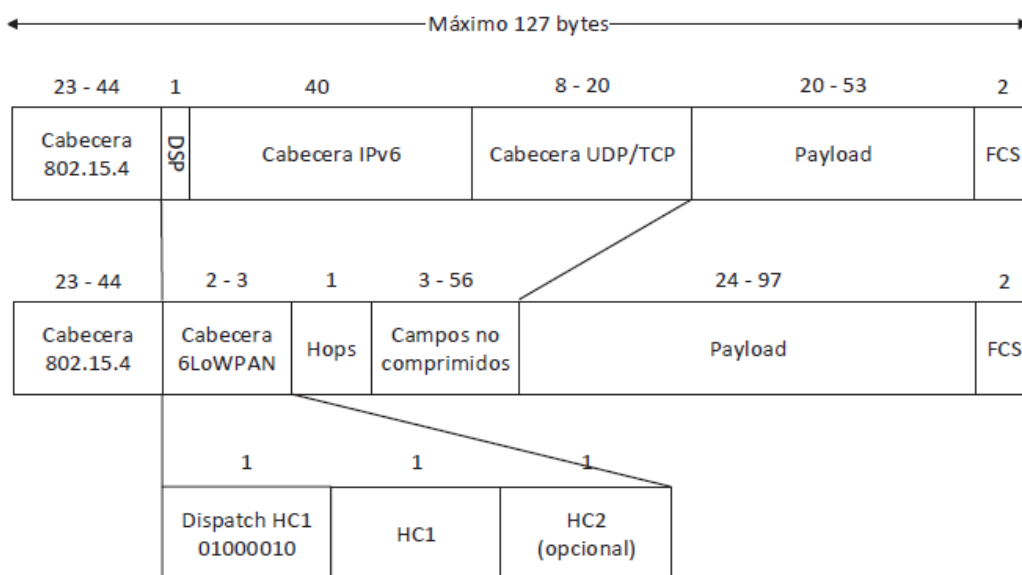 Máximo 127 bytes
23 - 44 1 40 8 - 20 20 - 53 2
Cabecera
802.15.4
DSP
Cabecera IPv6
Cabecera UDP/TCP
Payload
FCS
23 - 44 2 - 3 1 3 - 56 24 - 97 2
Cabecera
802.15.4
Cabecera
6LoWPAN
Hops
Campos no
comprimidos
Payload
FCS
1 1 1
Dispatch HC1
01000010
HC1
HC2
(opcional)